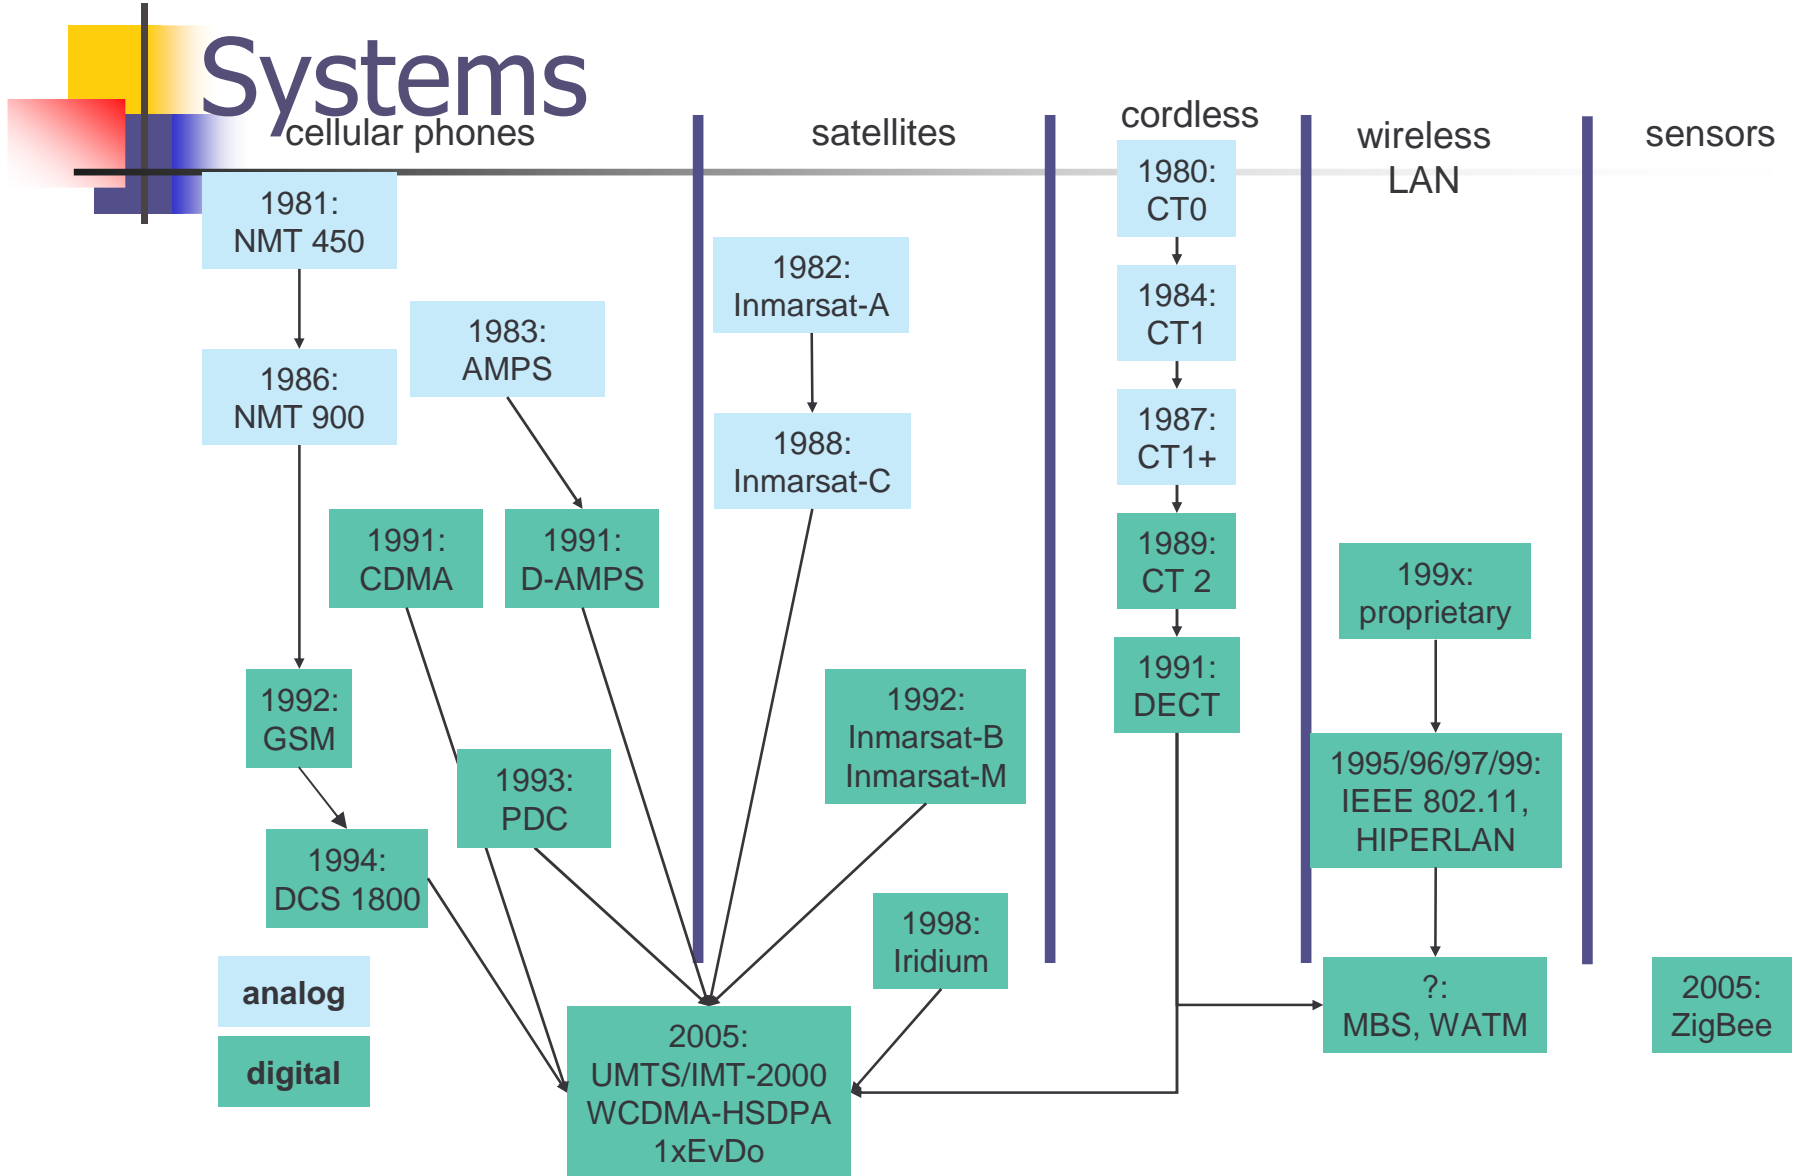 Systems
cellular phones
satellites
cordless
wireless
LAN
sensors
1981:
NMT 450
1986:
NMT 900
1983:
AMPS
1991:
CDMA
1991:
D-AMPS
1992:
GSM
1993:
PDC
1994:
DCS 1800
analog
digital
1982:
Inmarsat-A
1988:
Inmarsat-C
1992:
Inmarsat-B
Inmarsat-M
1998:
Iridium
2005:
UMTS/IMT-2000
WCDMA-HSDPA
1xEvDo
1980:
CT0
1984:
CT1
1987:
CT1+
1989:
CT 2
1991:
DECT
199x:
proprietary
1995/96/97/99:
IEEE 802.11,
HIPERLAN
?:
MBS, WATM
2005:
ZigBee